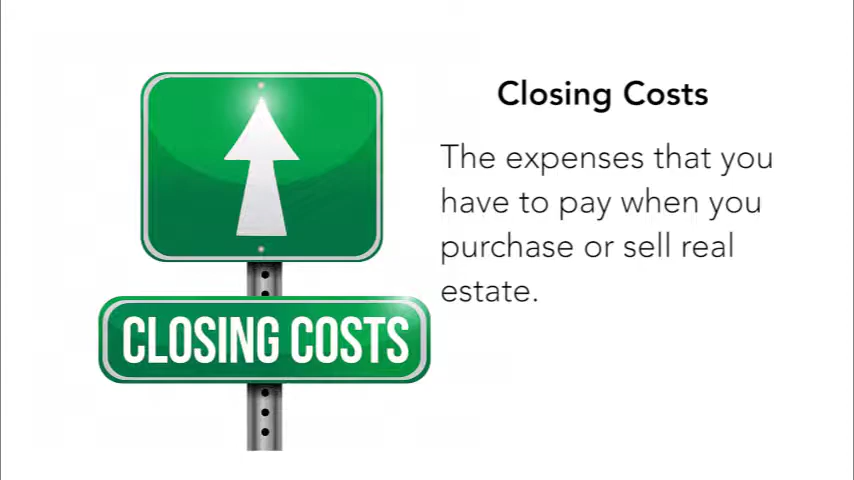 Closing Costs
The expenses that you
have to pay when you
purchase or sell real
estate.
CLOSING COSTS